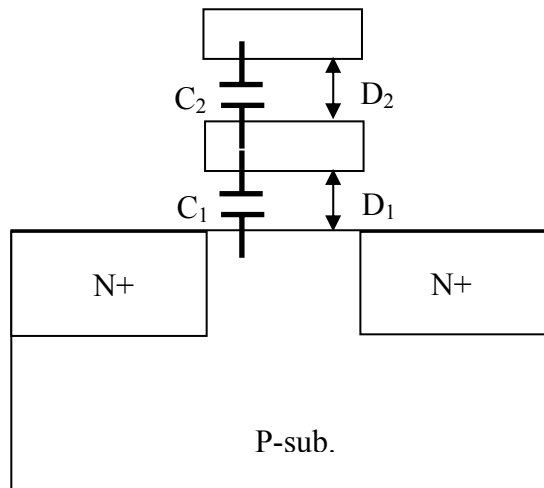 C₂
D₂
C₁
D₁
N+
N+
P-sub.